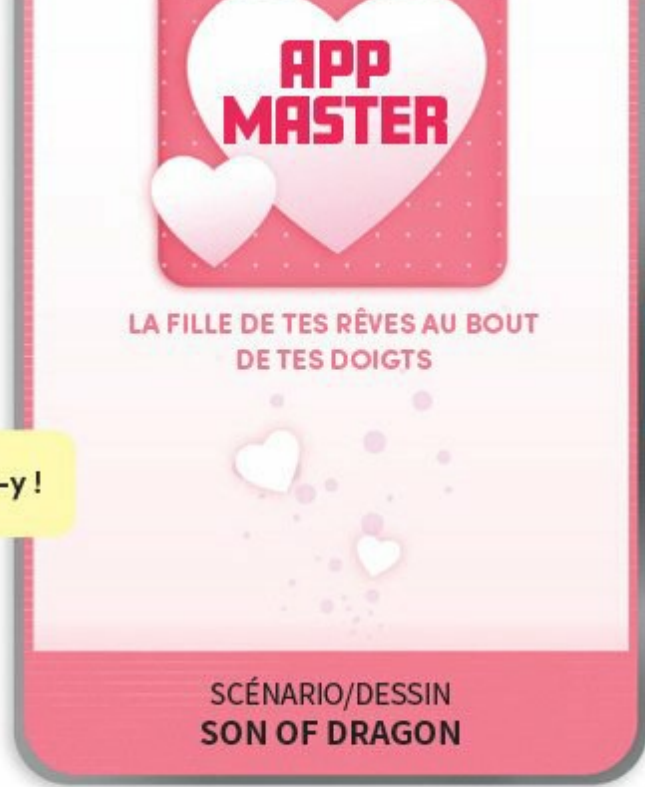 APP
MASTER
LA FILLE DE TES RÊVES AU BOUT
DE TES DOIGTS
-y !
SCÉNARIO/DESSIN
SON OF DRAGON